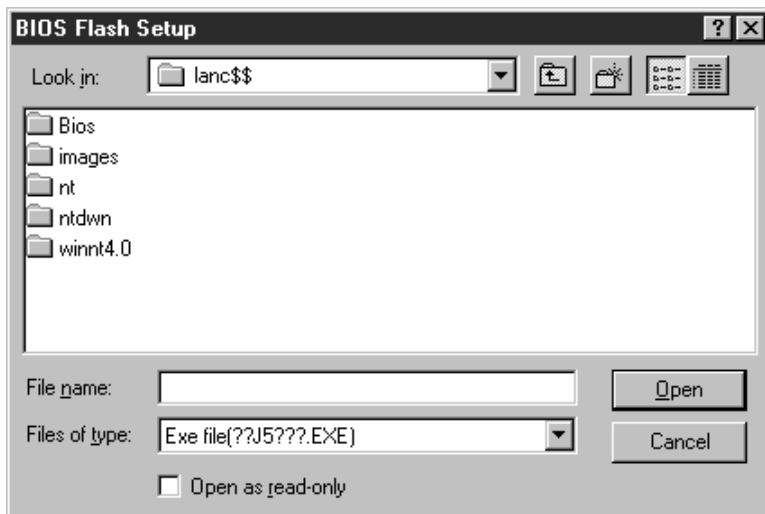 BIOS Flash Setup
Look in: lanc$$
Bios
images
nt
ntdwn
winnt4.0
File name: Open
Files of type: Exe file(??J5???.EXE) Cancel
Open as read-only